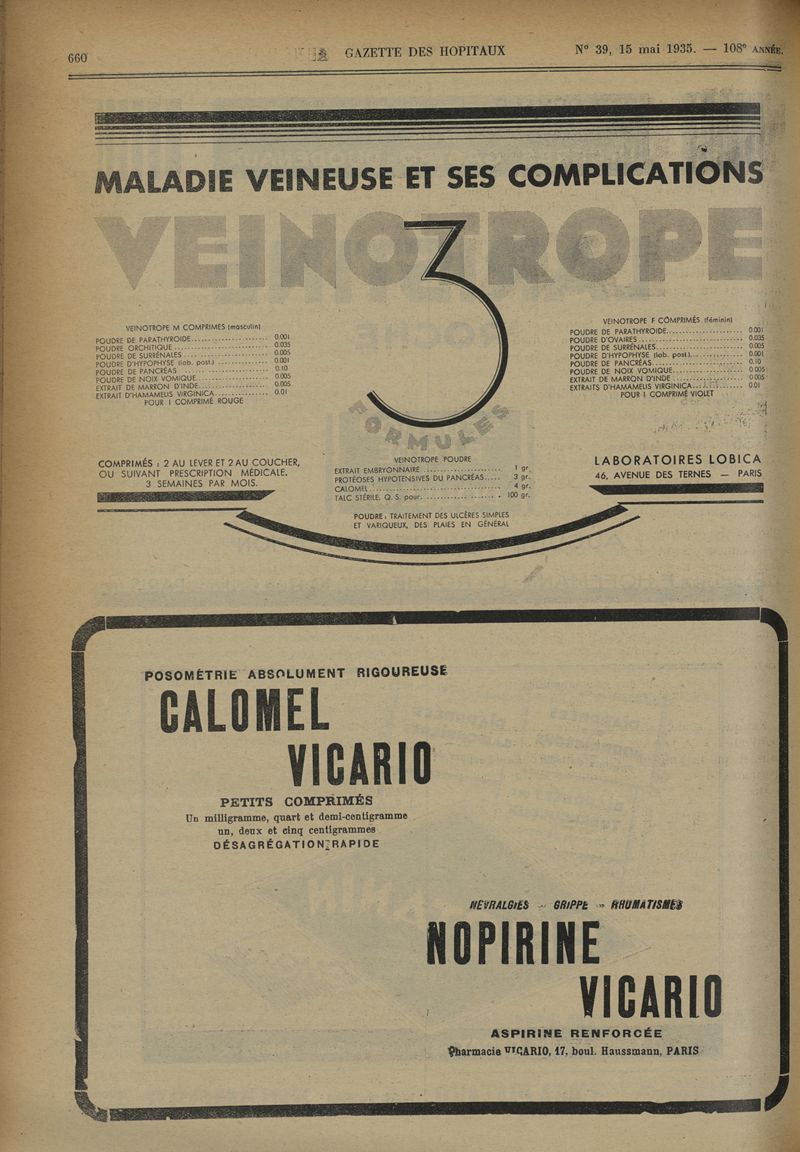 660
GAZETTE DES HOPITAUX
N° 39, 15 mai 1935. — 108e ANNÉE.
MALADIE VEINEUSE ET SES COMPLICATIONS
VEINOTROPE
3
FORMULES
VEINOTROPE M COMPRIMES (masculin)
POUDRE DE PARATHYROIDE 0.001
POUDRE ORCHITIQUE 0.035
POUDRE DE SURRÉNALES 0.005
POUDRE D'HYPOPHYSE (lob. post.) 0.001
POUDRE DE PANCRÉAS 0.10
POUDRE DE NOIX VOMIQUE 0.005
EXTRAIT DE MARRON D'INDE 0.005
EXTRAIT D'HAMAMELIS VIRGINICA 0.01
POUR 1 COMPRIMÉ ROUGE
VEINOTROPE F COMPRIMÉS (féminin)
POUDRE DE PARATHYROIDE 0.001
POUDRE D'OVAIRES 0.035
POUDRE DE SURRÉNALES 0.005
POUDRE D'HYPOPHYSE (lob. post.) 0.001
POUDRE DE PANCRÉAS 0.10
POUDRE DE NOIX VOMIQUE 0.005
EXTRAIT DE MARRON D'INDE 0.005
EXTRAITS D'HAMAMELIS VIRGINICA 0.01
POUR 1 COMPRIMÉ VIOLET
COMPRIMÉS : 2 AU LEVER ET 2 AU COUCHER,
OU SUIVANT PRESCRIPTION MÉDICALE.
3 SEMAINES PAR MOIS.
VEINOTROPE POUDRE
EXTRAIT EMBRYONNAIRE 1 gr.
PROTÉOSES HYPOTENSIVES DU PANCRÉAS 3 gr.
CALOMEL 4 gr.
TALC STÉRILE, Q. S. pour 100 gr.
POUDRE : TRAITEMENT DES ULCÈRES SIMPLES
ET VARIQUEUX, DES PLAIES EN GÉNÉRAL
LABORATOIRES LOBICA
46, AVENUE DES TERNES — PARIS
POSOMÉTRIE ABSOLUMENT RIGOUREUSE
CALOMEL
VICARIO
PETITS COMPRIMÉS
Un milligramme, quart et demi-centigramme
un, deux et cinq centigrammes
DÉSAGRÉGATION RAPIDE
NEVRALGIES - GRIPPE - RHUMATISMES
NOPIRINE
VICARIO
ASPIRINE RENFORCÉE
Pharmacie VICARIO, 17, boul. Haussmann, PARIS